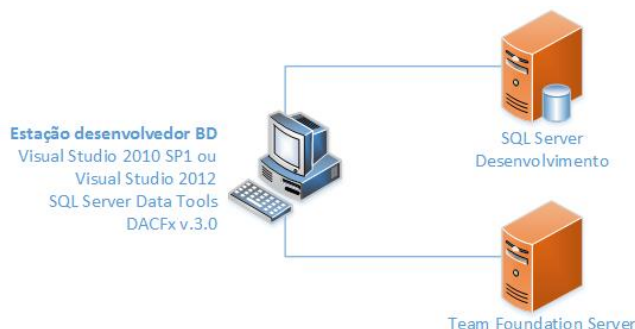 Estação desenvolvedor BD
Visual Studio 2010 SP1 ou
Visual Studio 2012
SQL Server Data Tools
DACFx v.3.0
SQL Server
Desenvolvimento
Team Foundation Server